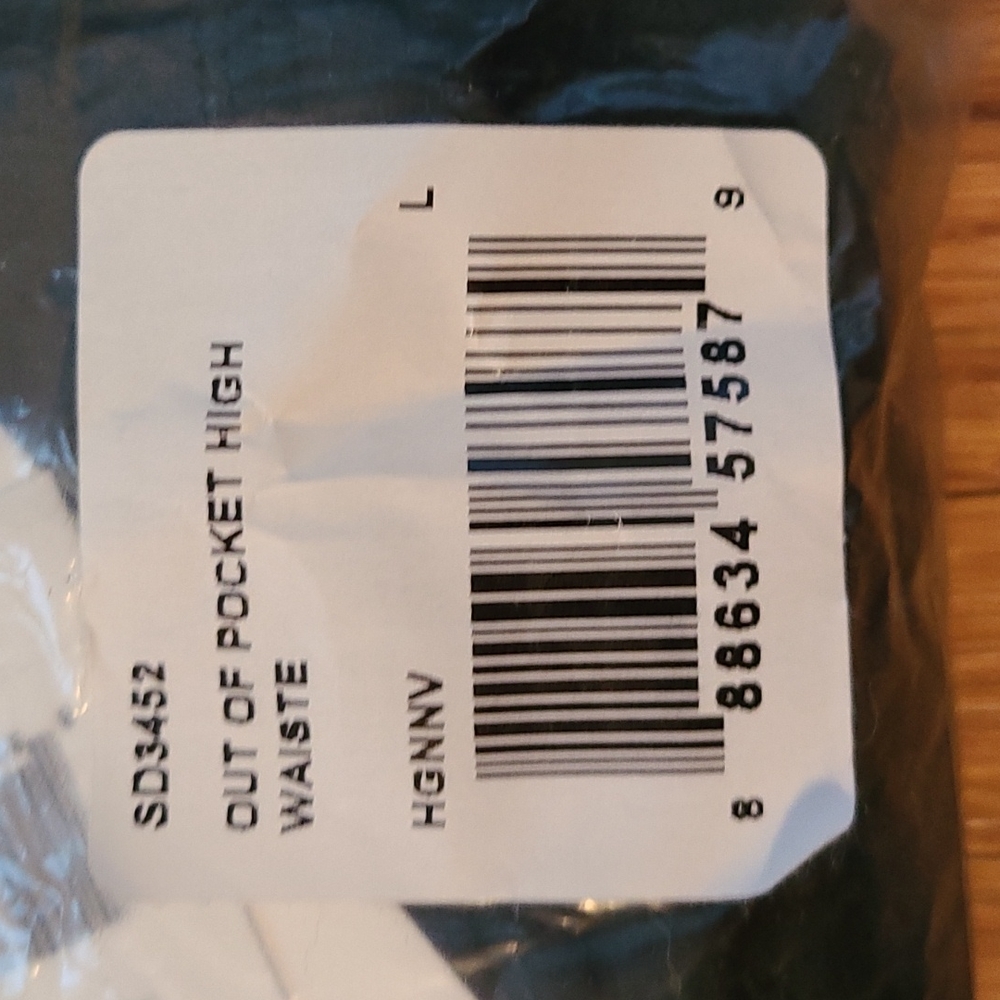 SD3452
OUT OF POCKET HIGH
WAISTE
HGNNV L
8 88634 57587 9